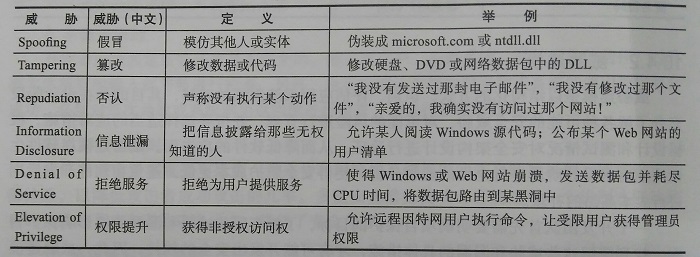 威 胁 威胁（中文） 定 义 举 例
Spoofing 假冒 模仿其他人或实体 伪装成 microsoft.com 或 ntdll.dll
Tampering 篡改 修改数据或代码 修改硬盘、DVD 或网络数据包中的 DLL
Repudiation 否认 声称没有执行某个动作 “我没有发送过那封电子邮件”，“我没有修改过那个文
件”，“亲爱的，我确实没有访问过那个网站！”
Information
Disclosure
信息泄漏
把信息披露给那些无权
知道的人
允许某人阅读 Windows 源代码；公布某个 Web 网站的
用户清单
Denial of
Service
拒绝服务
拒绝为用户提供服务
使得 Windows 或 Web 网站崩溃，发送数据包并耗尽
CPU 时间，将数据包路由到某黑洞中
Elevation of
Privilege
权限提升
获得非授权访问权
允许远程因特网用户执行命令，让受限用户获得管理员
权限